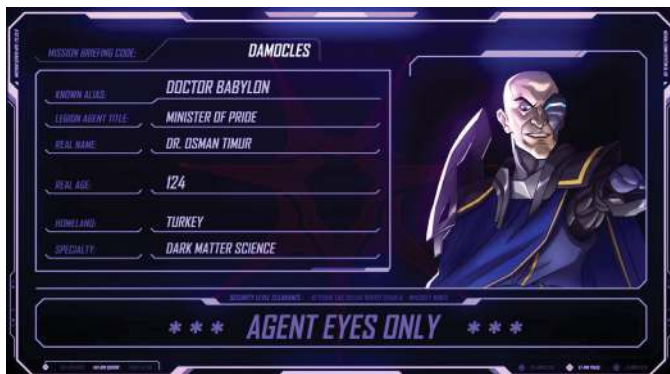 MISSION BRIEFING CODE: DAMOCLES
KNOWN ALIAS: DOCTOR BABYLON
LEGION AGENT TITLE: MINISTER OF PRIDE
REAL NAME: DR. OSMAN TIMUR
REAL AGE: 124
HOMELAND: TURKEY
SPECIALTY: DARK MATTER SCIENCE
*** AGENT EYES ONLY ***